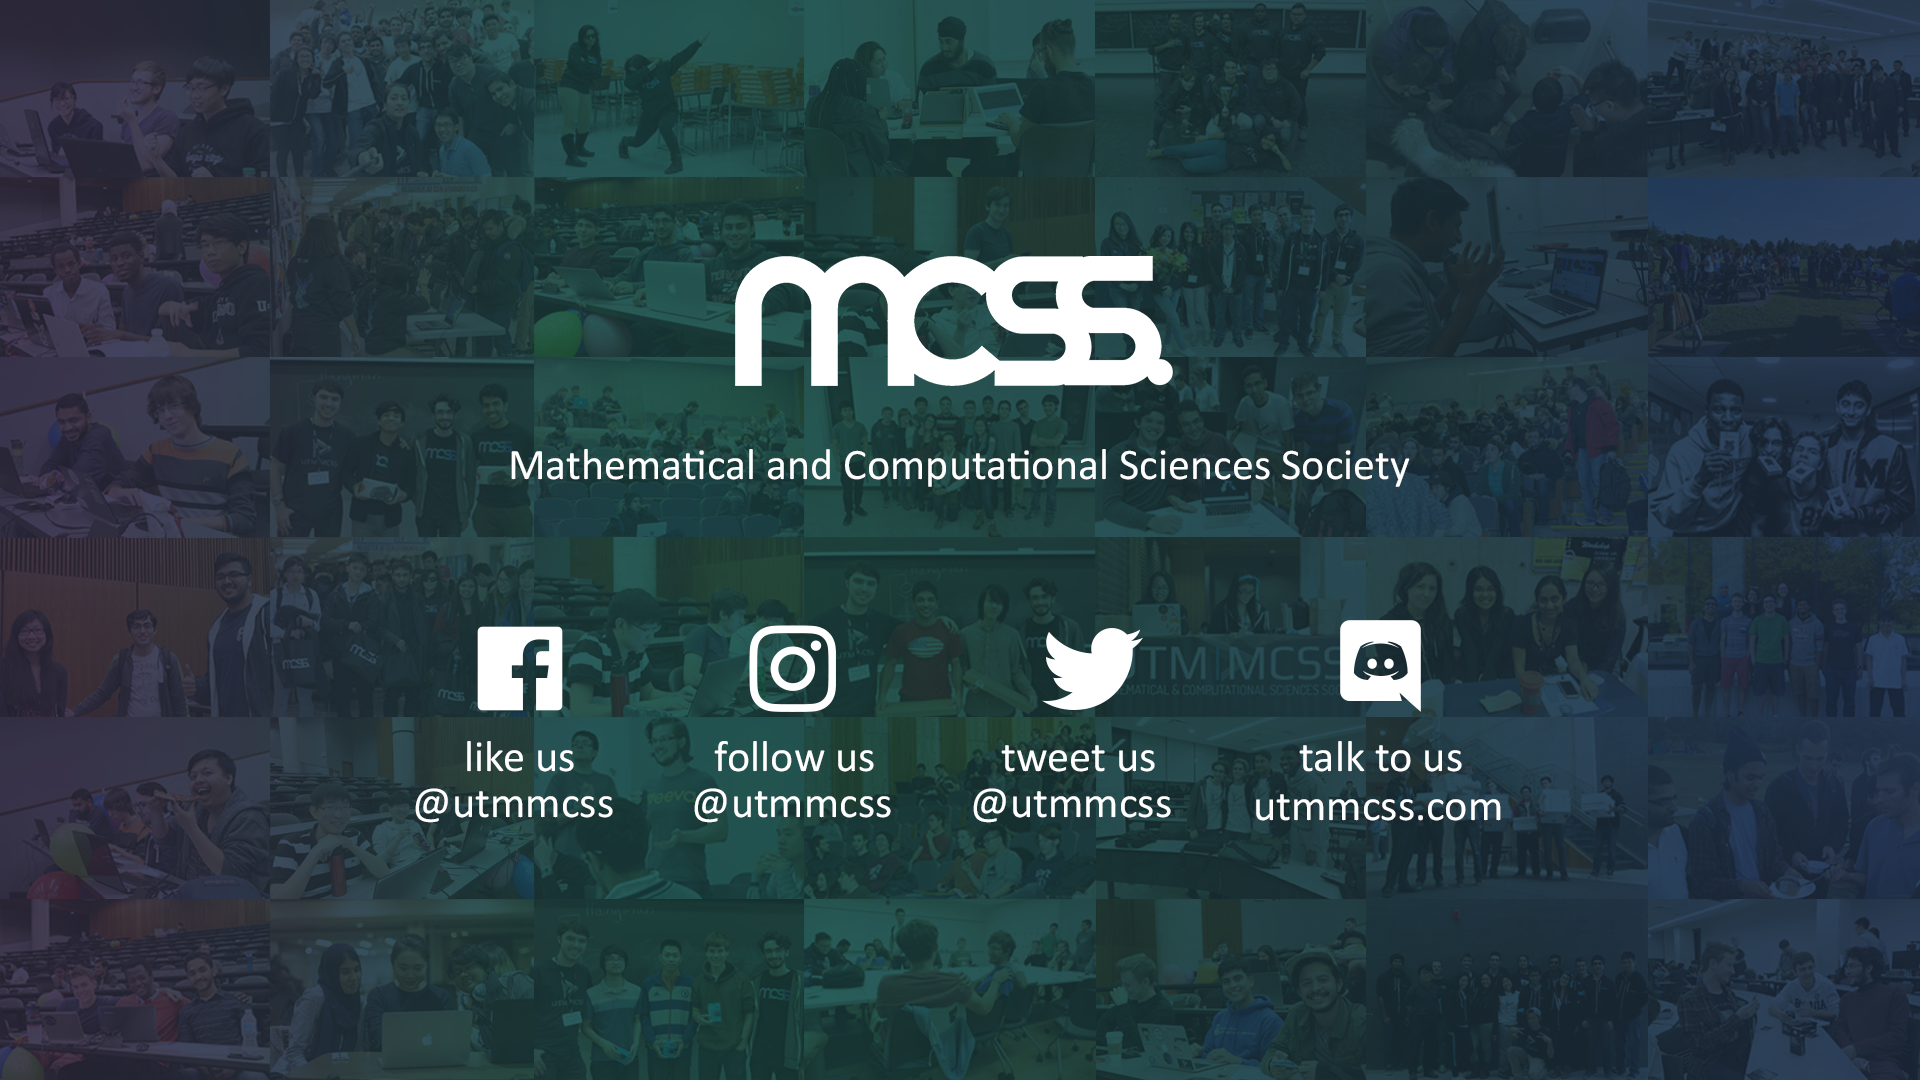 mcss.
Mathematical and Computational Sciences Society
like us
@utmmcss
follow us
@utmmcss
tweet us
@utmmcss
talk to us
utmmcss.com